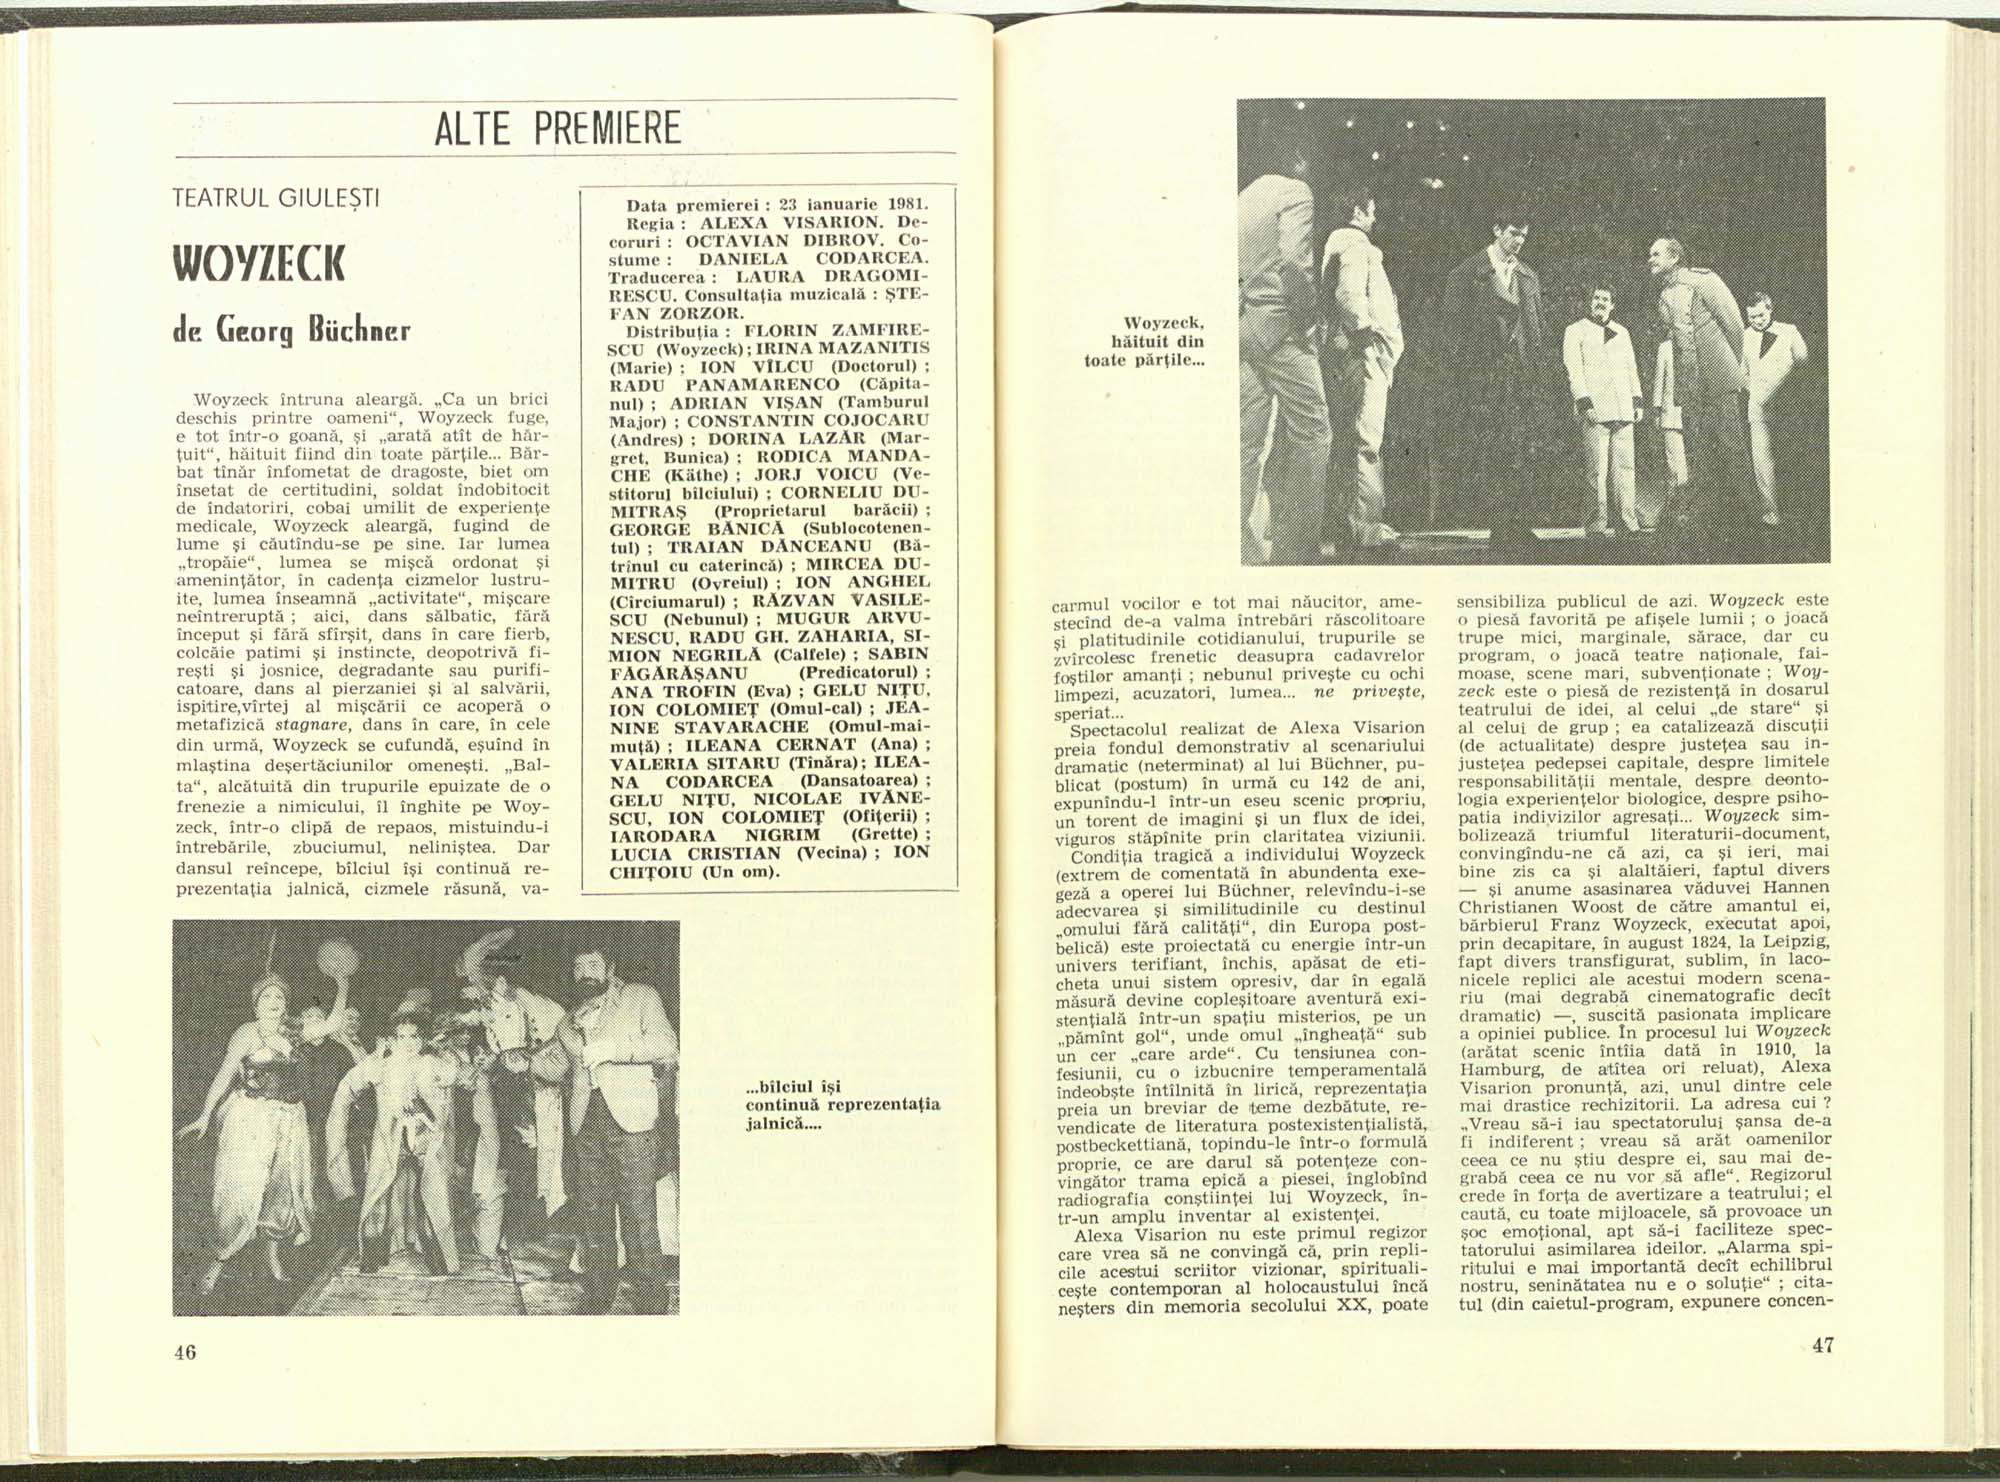 ALTE PREMIERE
TEATRUL GIULEȘTI
WOYZECK
de Georg Büchner
Woyzeck întruna aleargă. „Ca un brici
deschis printre oameni“, Woyzeck fuge,
e tot într-o goană, și „arată atît de hăr-
țuit“, hăituit fiind din toate părțile... Băr-
bat tînăr înfometat de dragoste, biet om
însetat de certitudini, soldat îndobitocit
de îndatoriri, cobai umilit de experiențe
medicale, Woyzeck aleargă, fugind de
lume și căutîndu-se pe sine. Iar lumea
„tropăie“, lumea se mișcă ordonat și
amenințător, în cadența cizmelor lustru-
ite, lumea înseamnă „activitate“, mișcare
neîntreruptă ; aici, dans sălbatic, fără
început și fără sfîrșit, dans în care fierb,
colcăie patimi și instincte, deopotrivă fi-
rești și josnice, degradante sau purifi-
catoare, dans al pierzaniei și al salvării,
ispitire,vîrtej al mișcării ce acoperă o
metafizică stagnare, dans în care, în cele
din urmă, Woyzeck se cufundă, eșuînd în
mlaștina deșertăciunilor omenești. „Bal-
ta“, alcătuită din trupurile epuizate de o
frenezie a nimicului, îl înghite pe Woy-
zeck, într-o clipă de repaos, mistuindu-i
întrebările, zbuciumul, neliniștea. Dar
dansul reîncepe, bîlciul își continuă re-
prezentația jalnică, cizmele răsună, va-
Data premierei : 23 ianuarie 1981.
Regia : ALEXA VISARION. De-
coruri : OCTAVIAN DIBROV. Co-
stume : DANIELA CODARCEA.
Traducerea : LAURA DRAGOMI-
RESCU. Consultația muzicală : ȘTE-
FAN ZORZOR.
Distribuția : FLORIN ZAMFIRE-
SCU (Woyzeck) ; IRINA MAZANITIS
(Marie) ; ION VÎLCU (Doctorul) ;
RADU PANAMARENCO (Căpita-
nul) ; ADRIAN VIȘAN (Tamburul
Major) ; CONSTANTIN COJOCARU
(Andres) ; DORINA LAZĂR (Mar-
gret, Bunica) ; RODICA MANDA-
CHE (Käthe) ; JORJ VOICU (Ve-
stitorul bîlciului) ; CORNELIU DU-
MITRAȘ (Proprietarul barăcii) ;
GEORGE BĂNICĂ (Sublocotenen-
tul) ; TRAIAN DĂNCEANU (Bă-
trînul cu caterincă) ; MIRCEA DU-
MITRU (Ovreiul) ; ION ANGHEL
(Circiumarul) ; RĂZVAN VASILE-
SCU (Nebunul) ; MUGUR ARVU-
NESCU, RADU GH. ZAHARIA, SI-
MION NEGRILĂ (Calfele) ; SABIN
FĂGĂRĂȘANU (Predicatorul) ;
ANA TROFIN (Eva) ; GELU NIȚU,
ION COLOMIEȚ (Omul-cal) ; JEA-
NINE STAVARACHE (Omul-mai-
muță) ; ILEANA CERNAT (Ana) ;
VALERIA SITARU (Tînăra) ; ILEA-
NA CODARCEA (Dansatoarea) ;
GELU NIȚU, NICOLAE IVĂNE-
SCU, ION COLOMIEȚ (Ofițerii) ;
IARODARA NIGRIM (Grette) ;
LUCIA CRISTIAN (Vecina) ; ION
CHIȚOIU (Un om).
...bîlciul își
continuă reprezentația
jalnică....
46
Woyzeck,
hăituit din
toate părțile...
carmul vocilor e tot mai năucitor, ame-
stecînd de-a valma întrebări răscolitoare
și platitudinile cotidianului, trupurile se
zvîrcolesc frenetic deasupra cadavrelor
foștilor amanți ; nebunul privește cu ochi
limpezi, acuzatori, lumea... ne privește,
speriat...
Spectacolul realizat de Alexa Visarion
preia fondul demonstrativ al scenariului
dramatic (neterminat) al lui Büchner, pu-
blicat (postum) în urmă cu 142 de ani,
expunîndu-l într-un eseu scenic propriu,
un torent de imagini și un flux de idei,
viguros stăpînite prin claritatea viziunii.
Condiția tragică a individului Woyzeck
(extrem de comentată în abundenta exe-
geză a operei lui Büchner, relevîndu-i-se
adecvarea și similitudinile cu destinul
„omului fără calități“, din Europa post-
belică) este proiectată cu energie într-un
univers terifiant, închis, apăsat de eti-
cheta unui sistem opresiv, dar în egală
măsură devine copleșitoare aventură exi-
stențială într-un spațiu misterios, pe un
„pămînt gol“, unde omul „îngheață“ sub
un cer „care arde“. Cu tensiunea con-
fesiunii, cu o izbucnire temperamentală
îndeobște întîlnită în lirică, reprezentația
preia un breviar de teme dezbătute, re-
vendicate de literatura postexistențialistă,
postbeckettiană, topindu-le într-o formulă
proprie, ce are darul să potențeze con-
vingător trama epică a piesei, înglobînd
radiografia conștiinței lui Woyzeck, în-
tr-un amplu inventar al existenței.
Alexa Visarion nu este primul regizor
care vrea să ne convingă că, prin repli-
cile acestui scriitor vizionar, spirituali-
cește contemporan al holocaustului încă
neșters din memoria secolului XX, poate
sensibiliza publicul de azi. Woyzeck este
o piesă favorită pe afișele lumii ; o joacă
trupe mici, marginale, sărace, dar cu
program, o joacă teatre naționale, fai-
moase, scene mari, subvenționate ; Woy-
zeck este o piesă de rezistență în dosarul
teatrului de idei, al celui „de stare“ și
al celui de grup ; ea catalizează discuții
(de actualitate) despre justețea sau in-
justețea pedepsei capitale, despre limitele
responsabilității mentale, despre deonto-
logia experiențelor biologice, despre psiho-
patia indivizilor agresați... Woyzeck sim-
bolizează triumful literaturii-document,
convingîndu-ne că azi, ca și ieri, mai
bine zis ca și alaltăieri, faptul divers
— și anume asasinarea văduvei Hannen
Christianen Woost de către amantul ei,
bărbierul Franz Woyzeck, executat apoi,
prin decapitare, în august 1824, la Leipzig,
fapt divers transfigurat, sublim, în laco-
nicele replici ale acestui modern scena-
riu (mai degrabă cinematografic decît
dramatic) —, suscită pasionata implicare
a opiniei publice. În procesul lui Woyzeck
(arătat scenic întîia dată în 1910, la
Hamburg, de atîtea ori reluat), Alexa
Visarion pronunță, azi, unul dintre cele
mai drastice rechizitorii. La adresa cui ?
„Vreau să-i iau spectatorului șansa de-a
fi indiferent ; vreau să arăt oamenilor
ceea ce nu știu despre ei, sau mai de-
grabă ceea ce nu vor să afle“. Regizorul
crede în forța de avertizare a teatrului; el
caută, cu toate mijloacele, să provoace un
șoc emoțional, apt să-i faciliteze spec-
tatorului asimilarea ideilor. „Alarma spi-
ritului e mai importantă decît echilibrul
nostru, seninătatea nu e o soluție“ ; cita-
tul (din caietul-program, expunere concen-
47